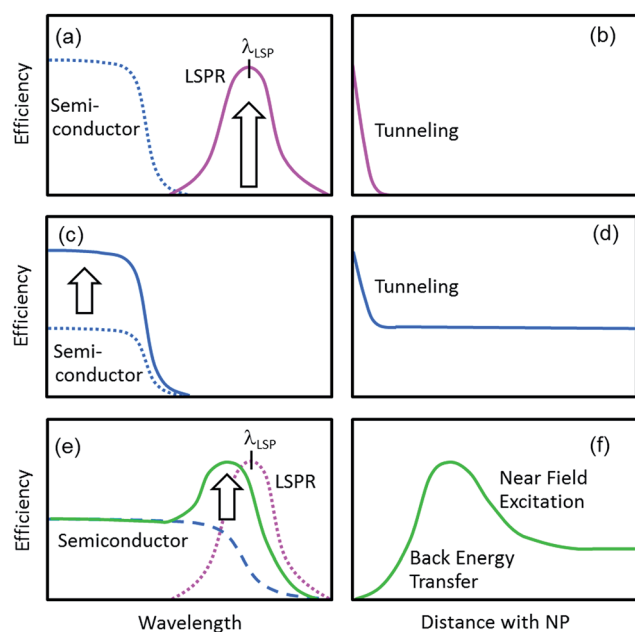 (a)
λLSP
LSPR
Semi-
conductor
Efficiency
(b)
Tunneling
(c)
Semi-
conductor
Efficiency
(d)
Tunneling
(e)
λLSP
LSPR
Semiconductor
Efficiency
Wavelength
(f)
Near Field
Excitation
Back Energy
Transfer
Distance with NP